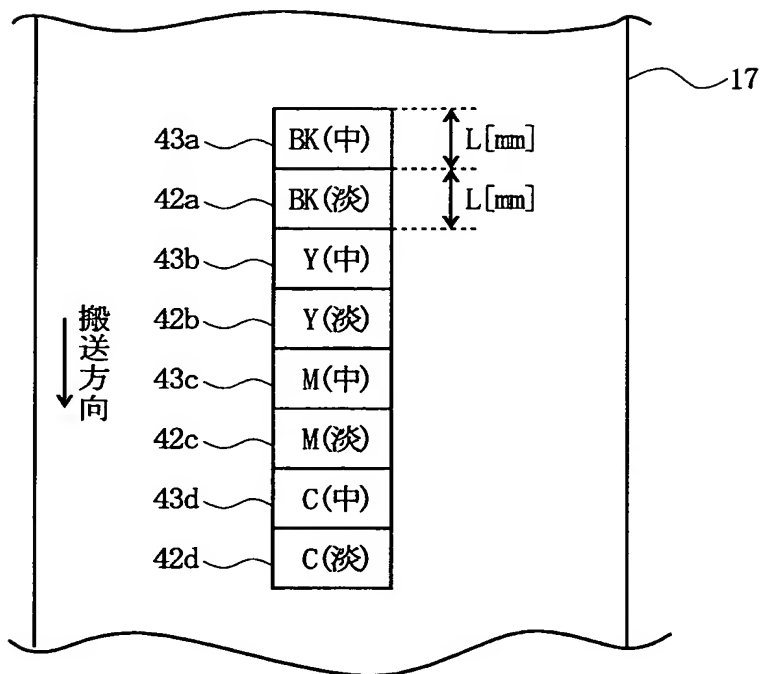 17
43a BK(中) L[mm]
42a BK(淡) L[mm]
43b Y(中)
42b Y(淡)
43c M(中)
42c M(淡)
43d C(中)
42d C(淡)
搬送方向